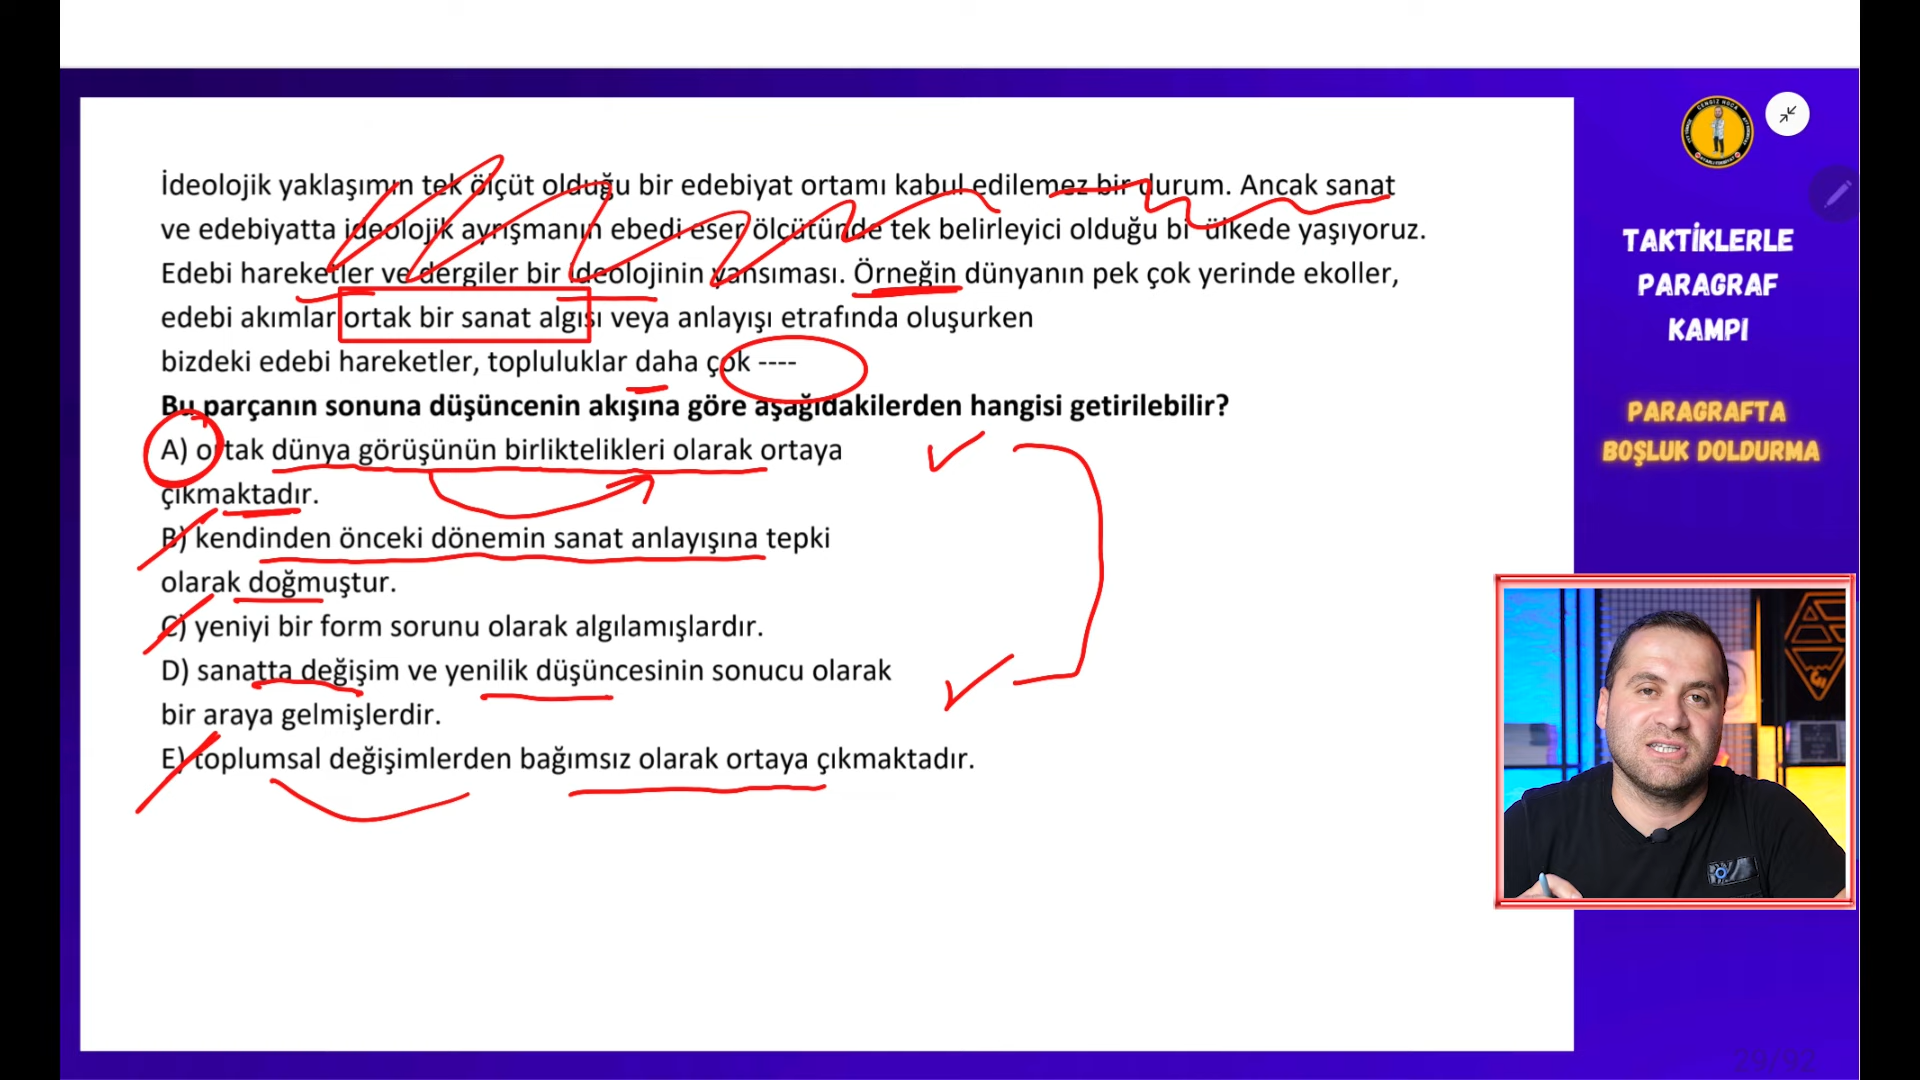 İdeolojik yaklaşımın tek ölçüt olduğu bir edebiyat ortamı kabul edilemez bir durum. Ancak sanat
ve edebiyatta ideolojik ayrışmanın ebedi eser ölçütünde tek belirleyici olduğu bi ülkede yaşıyoruz.
Edebi hareketler ve dergiler bir ideolojinin yansıması. Örneğin dünyanın pek çok yerinde ekoller,
edebi akımlar ortak bir sanat algısı veya anlayışı etrafında oluşurken
bizdeki edebi hareketler, topluluklar daha çok ----
Bu parçanın sonuna düşüncenin akışına göre aşağıdakilerden hangisi getirilebilir?
A) ortak dünya görüşünün birliktelikleri olarak ortaya
çıkmaktadır.
B) kendinden önceki dönemin sanat anlayışına tepki
olarak doğmuştur.
C) yeniyi bir form sorunu olarak algılamışlardır.
D) sanatta değişim ve yenilik düşüncesinin sonucu olarak
bir araya gelmişlerdir.
E) toplumsal değişimlerden bağımsız olarak ortaya çıkmaktadır.
CENGİZ HOCA
TAKTİKLERLE
PARAGRAF
KAMPI
PARAGRAFTA
BOŞLUK DOLDURMA
29/92